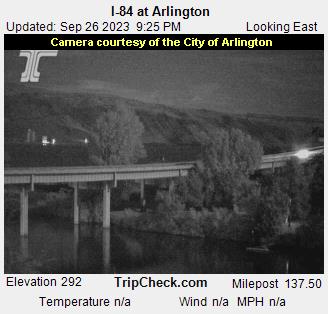 I-84 at Arlington
Updated: Sep 26 2023 9:25 PM Looking East
Camera courtesy of the City of Arlington
Elevation 292 TripCheck.com Milepost 137.50
Temperature n/a Wind n/a MPH n/a